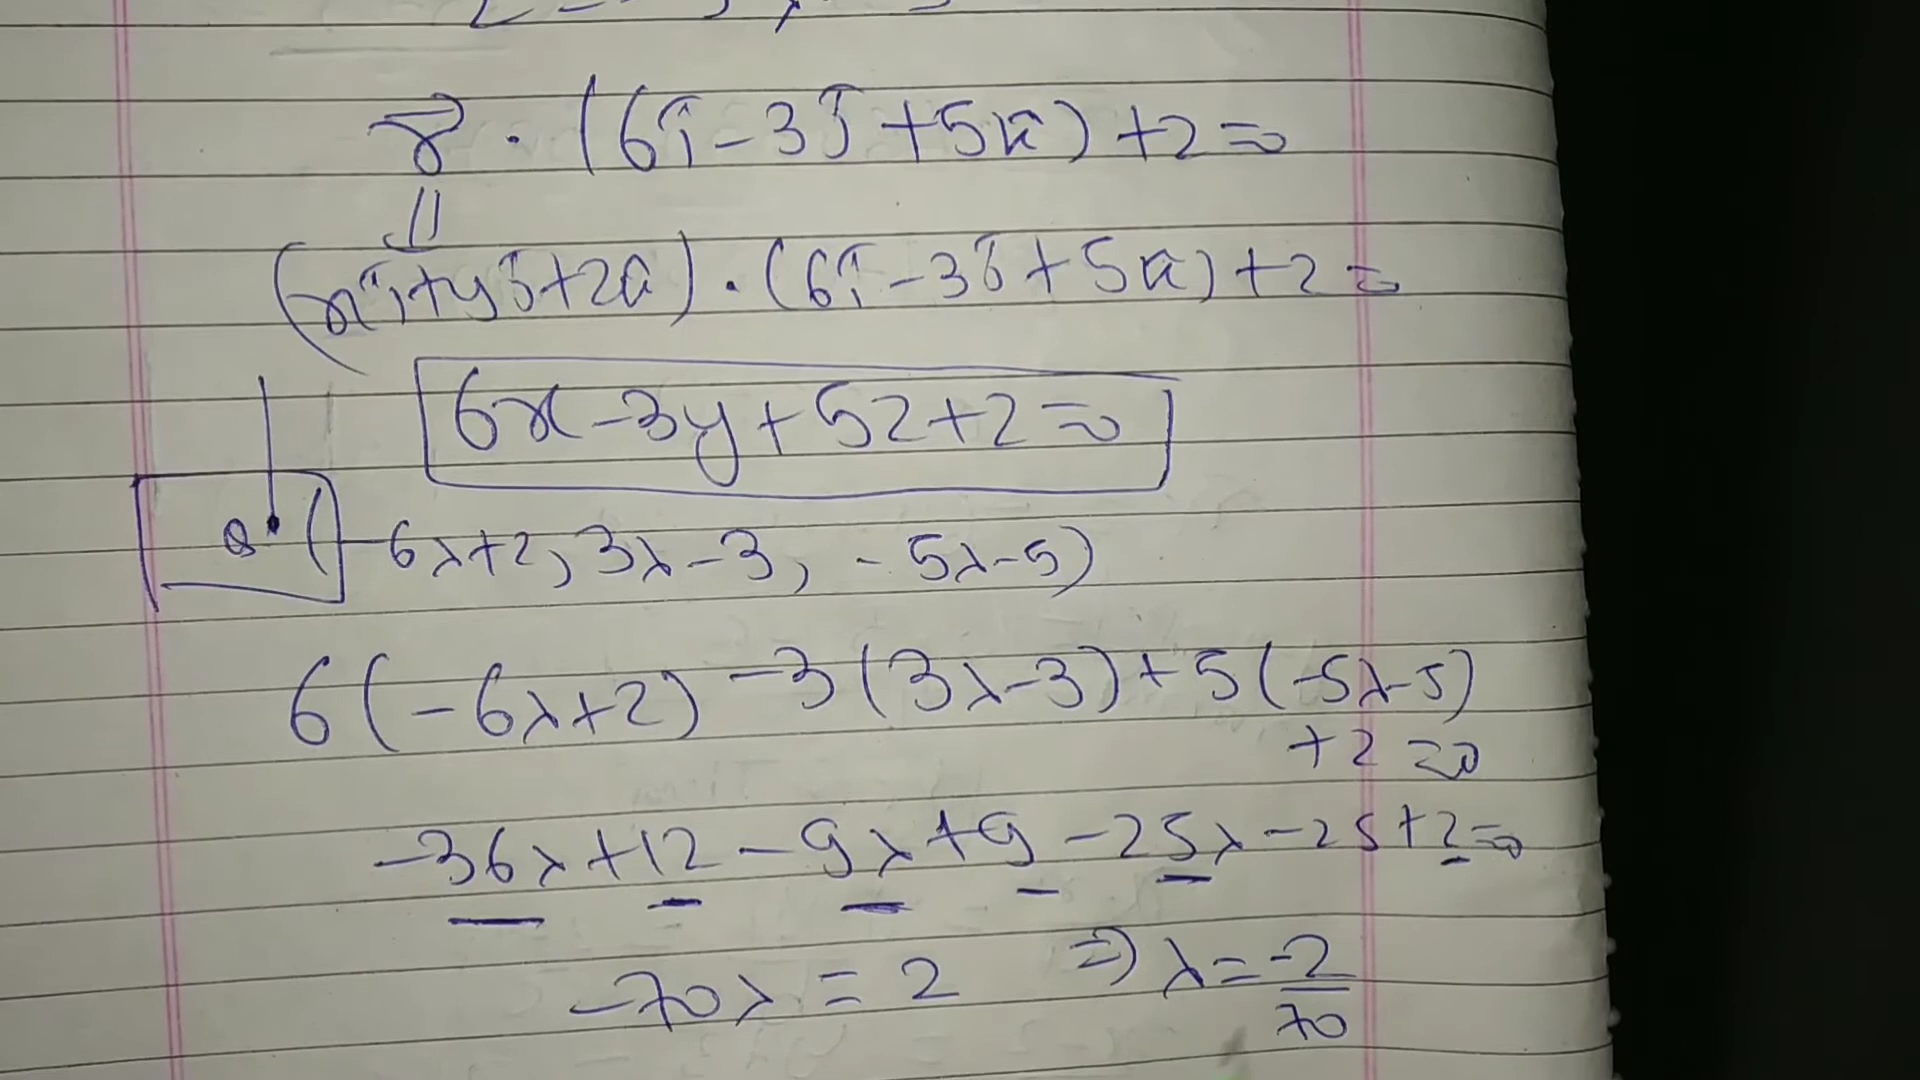 r⃗ · (6î - 3ĵ + 5k̂) + 2 = 0
(xî + yĵ + zk̂) · (6î - 3ĵ + 5k̂) + 2 = 0
6x - 3y + 5z + 2 = 0
Q (-6λ+2, 3λ-3, -5λ-5)
6(-6λ+2) - 3(3λ-3) + 5(-5λ-5)
+2 = 0
-36λ + 12 - 9λ + 9 - 25λ - 25 + 2 = 0
-70λ = 2 ⇒ λ = -2/70